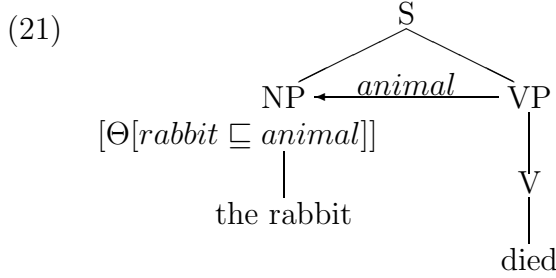 (21)
S
NP animal VP
[Θ[rabbit ⊑ animal]]
V
the rabbit
died